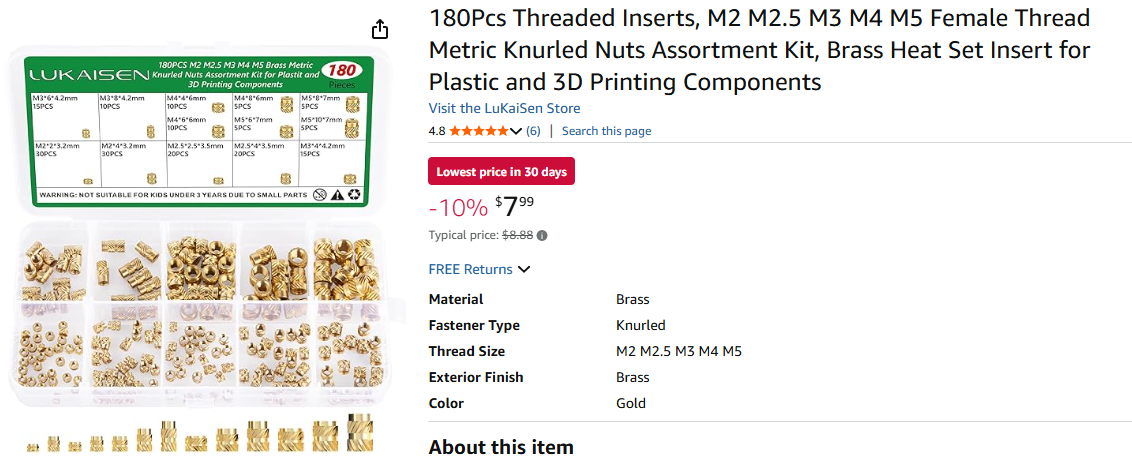 180Pcs Threaded Inserts, M2 M2.5 M3 M4 M5 Female Thread
Metric Knurled Nuts Assortment Kit, Brass Heat Set Insert for
Plastic and 3D Printing Components
Visit the LuKaiSen Store
4.8 (6) | Search this page
Lowest price in 30 days
-10% $7.99
Typical price: $8.88
FREE Returns
Material Brass
Fastener Type Knurled
Thread Size M2 M2.5 M3 M4 M5
Exterior Finish Brass
Color Gold
About this item
LUKAISEN
180PCS M2 M2.5 M3 M4 M5 Brass Metric
Knurled Nuts Assortment Kit for Plastit and
3D Printing Components
180
Pieces
M3*6*4.2mm
15PCS
M3*8*4.2mm
10PCS
M4*4*6mm
10PCS
M4*6*6mm
10PCS
M4*8*6mm
5PCS
M5*6*7mm
5PCS
M5*8*7mm
5PCS
M5*10*7mm
5PCS
M2*2*3.2mm
30PCS
M2*4*3.2mm
30PCS
M2.5*2.5*3.5mm
20PCS
M2.5*4*3.5mm
20PCS
M3*4*4.2mm
15PCS
WARNING: NOT SUITABLE FOR KIDS UNDER 3 YEARS DUE TO SMALL PARTS